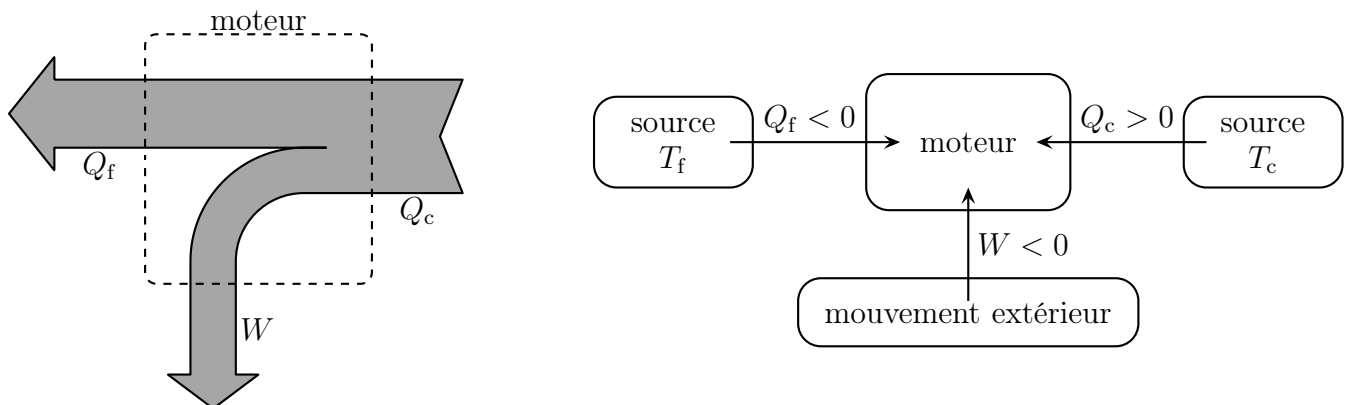 moteur
Q_f
Q_c
W
source
T_f
Q_f < 0
moteur
Q_c > 0
source
T_c
W < 0
mouvement extérieur